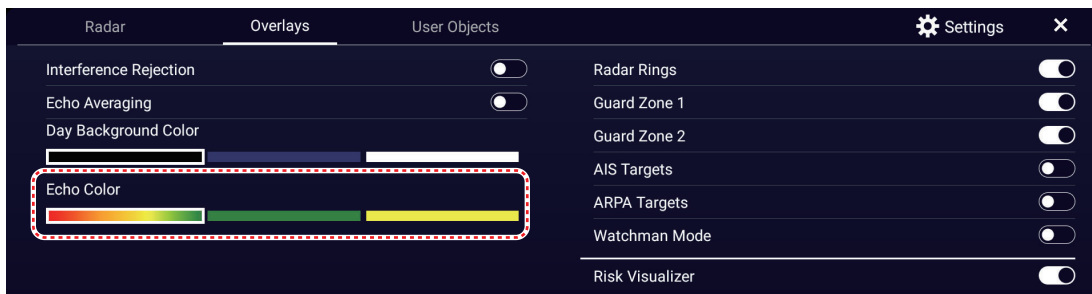 Radar
Overlays
User Objects
Settings
Interference Rejection
Echo Averaging
Day Background Color
Echo Color
Radar Rings
Guard Zone 1
Guard Zone 2
AIS Targets
ARPA Targets
Watchman Mode
Risk Visualizer